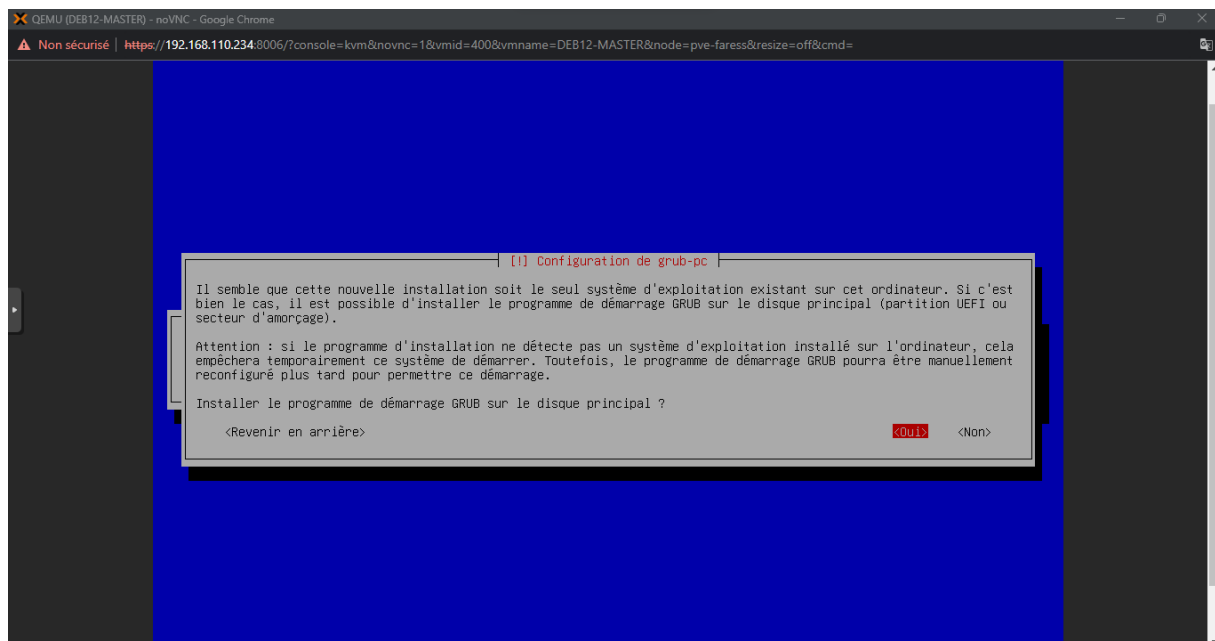 QEMU (DEB12-MASTER) - noVNC - Google Chrome
Non sécurisé | https://192.168.110.234:8006/?console=kvm&novnc=1&vmid=400&vmname=DEB12-MASTER&node=pve-faress&resize=off&cmd=
[!] Configuration de grub-pc
Il semble que cette nouvelle installation soit le seul système d'exploitation existant sur cet ordinateur. Si c'est
bien le cas, il est possible d'installer le programme de démarrage GRUB sur le disque principal (partition UEFI ou
secteur d'amorçage).
Attention : si le programme d'installation ne détecte pas un système d'exploitation installé sur l'ordinateur, cela
empêchera temporairement ce système de démarrer. Toutefois, le programme de démarrage GRUB pourra être manuellement
reconfiguré plus tard pour permettre ce démarrage.
Installer le programme de démarrage GRUB sur le disque principal ?
<Revenir en arrière> <Oui> <Non>